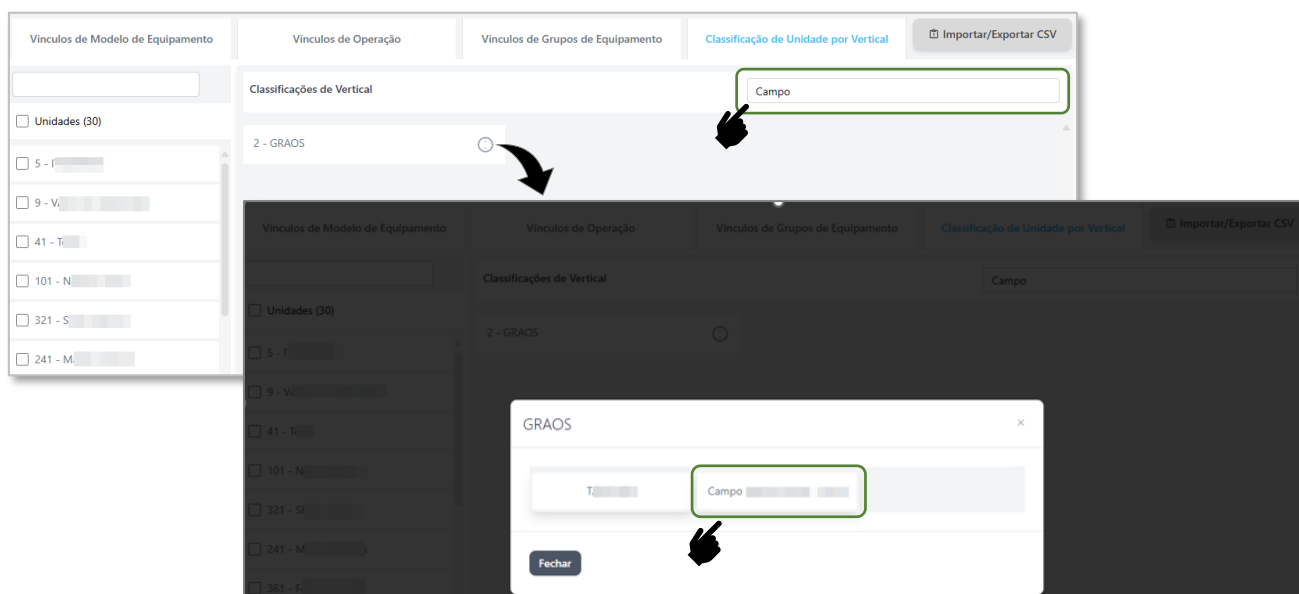 Vínculos de Modelo de Equipamento
Vínculos de Operação
Vínculos de Grupos de Equipamento
Classificação de Unidade por Vertical
Importar/Exportar CSV
Classificações de Vertical
Campo
Unidades (30)
2 - GRAOS
5 -
9 -
41 -
101 - N
321 - S
241 - M
Vínculos de Modelo de Equipamento
Vínculos de Operação
Vínculos de Grupos de Equipamento
Classificação de Unidade por Vertical
Importar/Exportar CSV
Classificações de Vertical
Campo
Unidades (30)
2 - GRAOS
5 -
9 -
41 -
101 - N
321 -
241 - M
361 -
GRAOS
×
Campo
Fechar